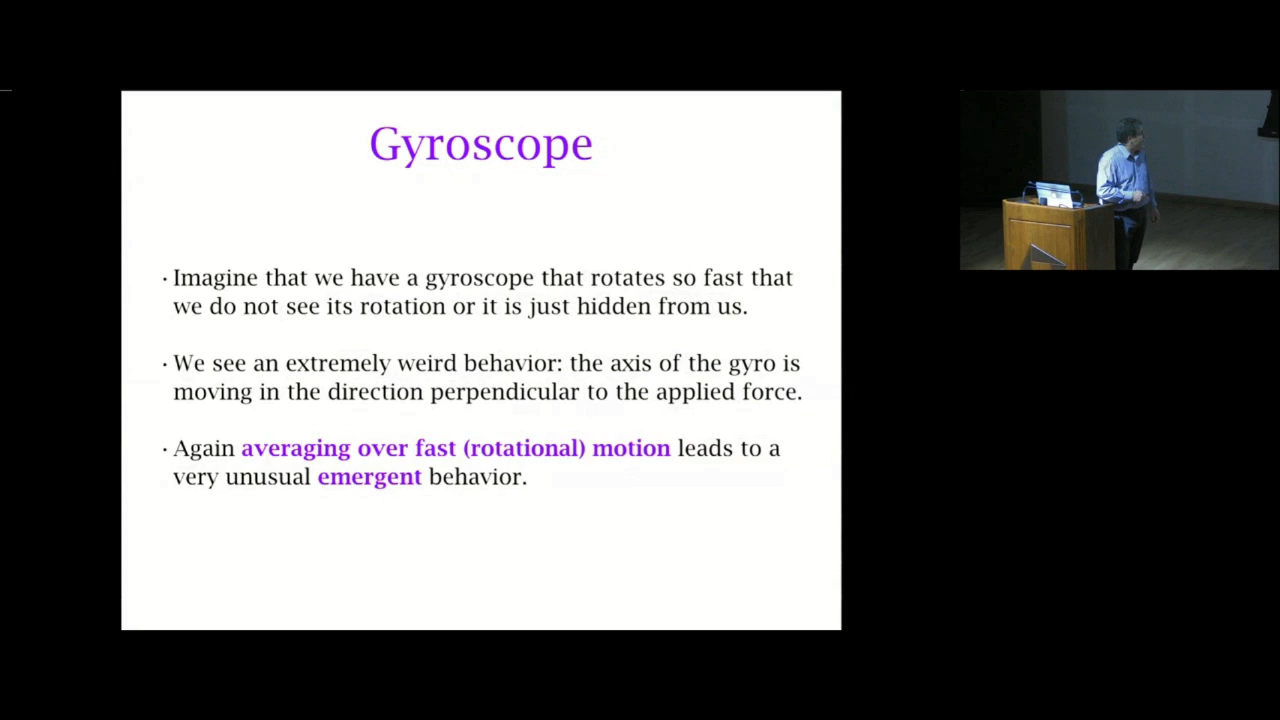 Gyroscope
· Imagine that we have a gyroscope that rotates so fast that
we do not see its rotation or it is just hidden from us.
· We see an extremely weird behavior: the axis of the gyro is
moving in the direction perpendicular to the applied force.
· Again averaging over fast (rotational) motion leads to a
very unusual emergent behavior.